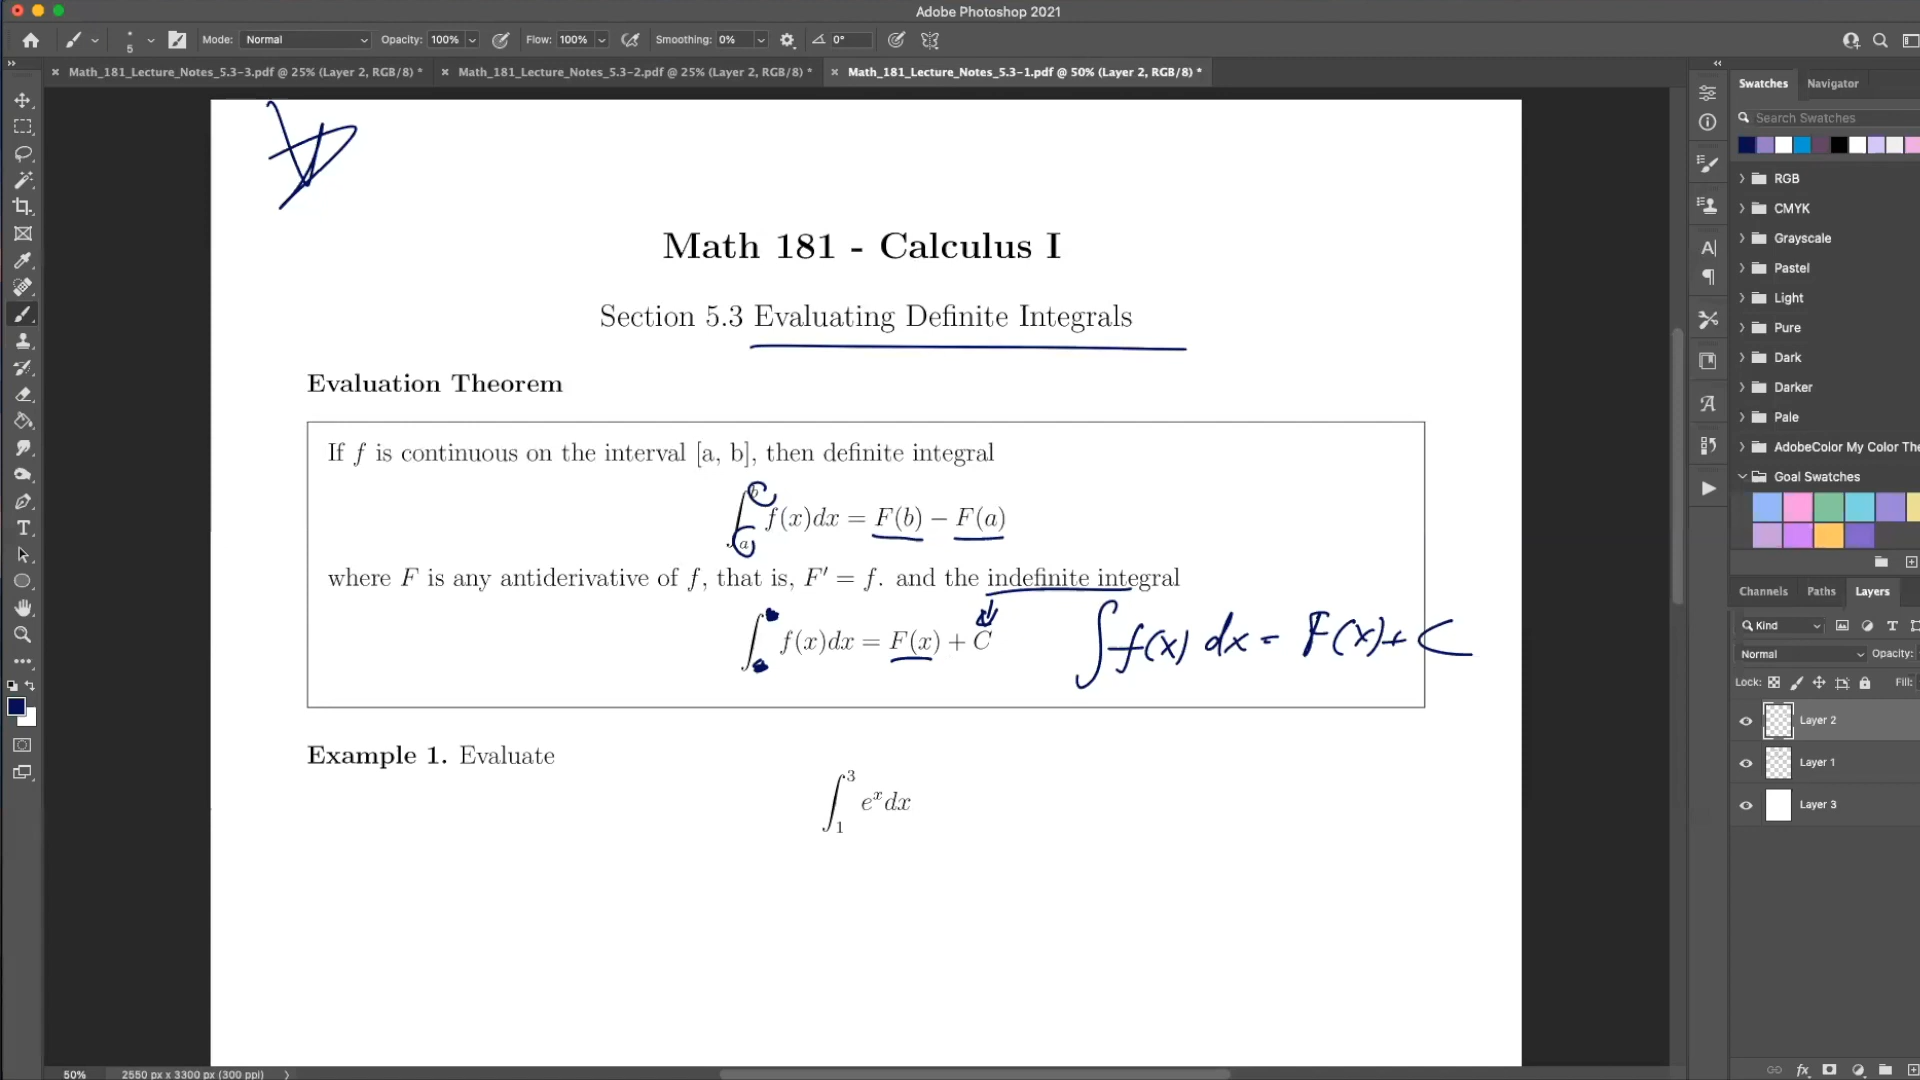 Adobe Photoshop 2021
5 Mode: Normal Opacity: 100% Flow: 100% Smoothing: 0% 0°
Math_181_Lecture_Notes_5.3-3.pdf @ 25% (Layer 2, RGB/8) * Math_181_Lecture_Notes_5.3-2.pdf @ 25% (Layer 2, RGB/8) * Math_181_Lecture_Notes_5.3-1.pdf @ 50% (Layer 2, RGB/8) *
Math 181 - Calculus I
Section 5.3 Evaluating Definite Integrals
Evaluation Theorem
If f is continuous on the interval [a, b], then definite integral
∫_a^b f(x)dx = F(b) − F(a)
where F is any antiderivative of f, that is, F′ = f. and the indefinite integral
∫ f(x)dx = F(x) + C
∫ f(x) dx = F(x) + C
Example 1. Evaluate
∫_1^3 e^x dx
50% 2550 px x 3300 px (300 ppi)
Swatches Navigator
Search Swatches
RGB
CMYK
Grayscale
Pastel
Light
Pure
Dark
Darker
Pale
AdobeColor My Color The
Goal Swatches
Channels Paths Layers
Kind
Normal Opacity:
Lock: Fill:
Layer 2
Layer 1
Layer 3
fx